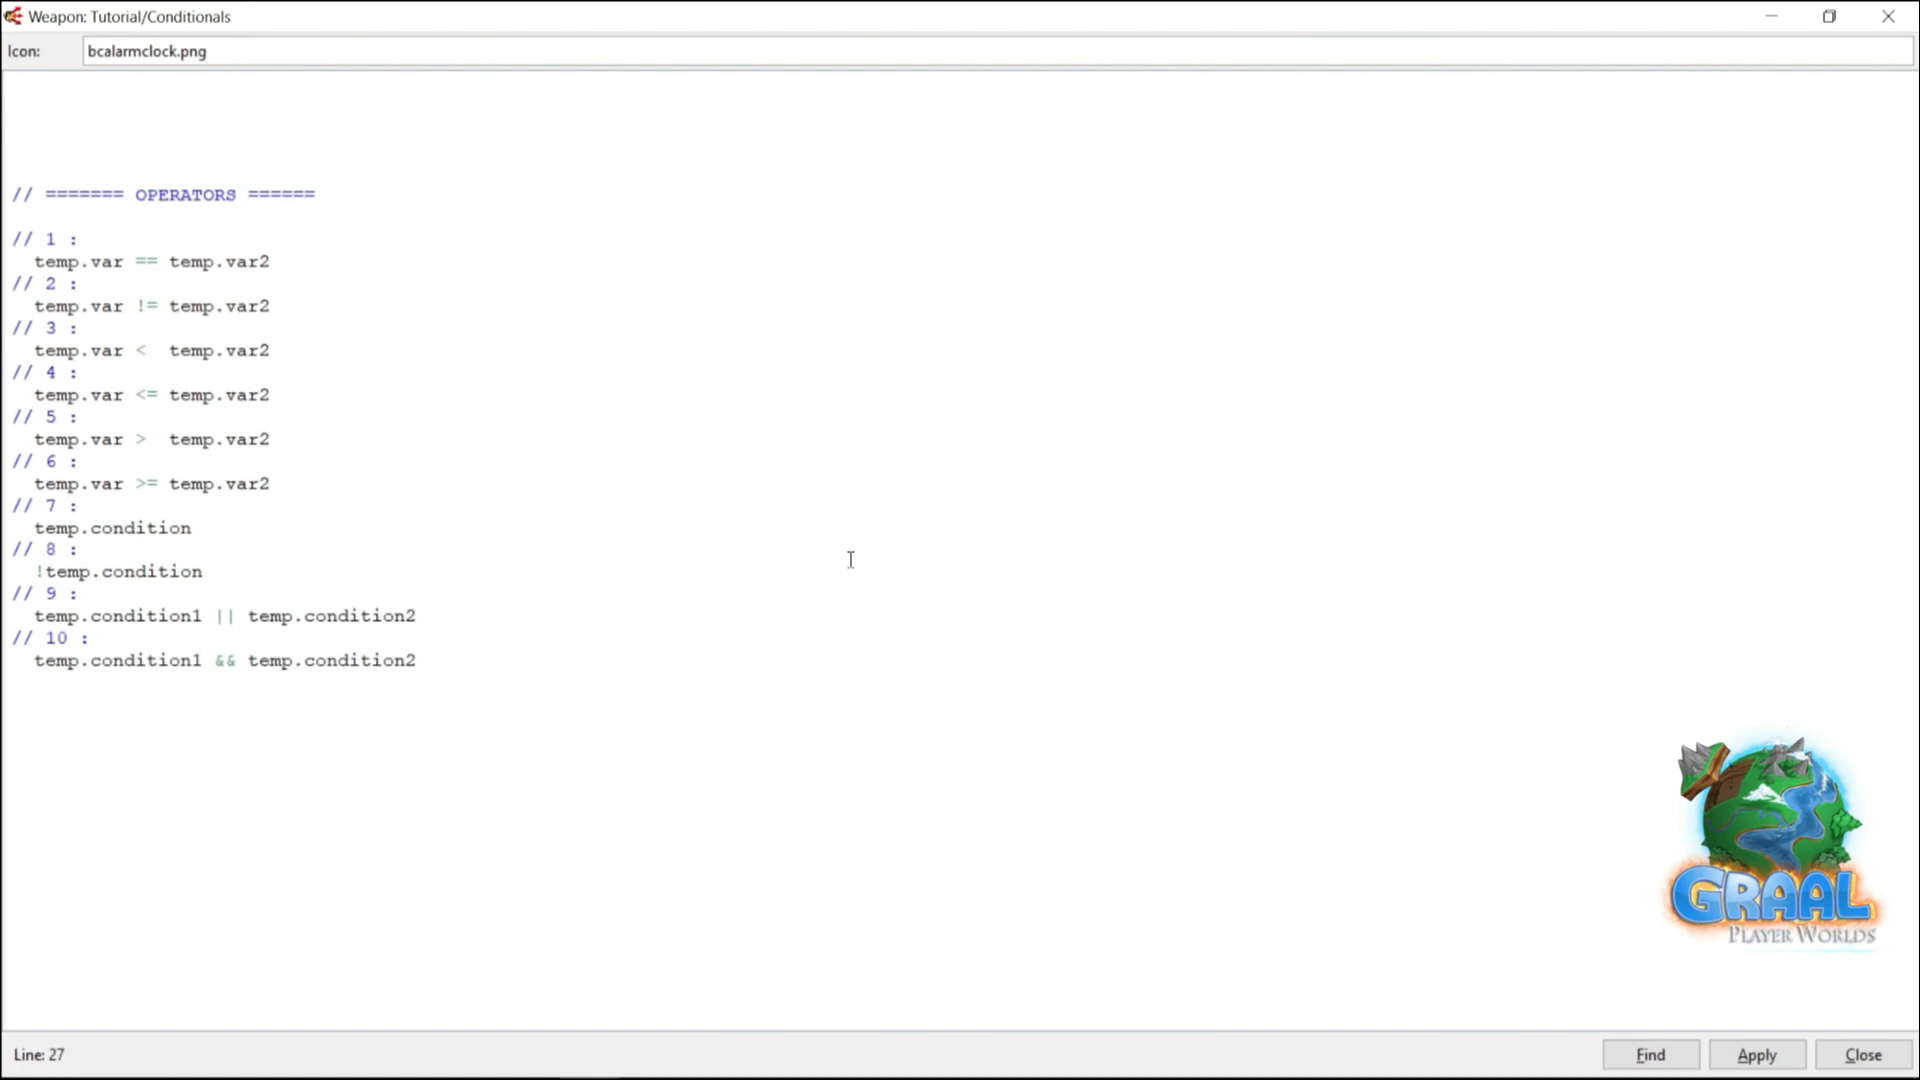 Weapon: Tutorial/Conditionals
Icon: bcalarmclock.png
// ======= OPERATORS ======
// 1 :
temp.var == temp.var2
// 2 :
temp.var != temp.var2
// 3 :
temp.var <  temp.var2
// 4 :
temp.var <= temp.var2
// 5 :
temp.var >  temp.var2
// 6 :
temp.var >= temp.var2
// 7 :
temp.condition
// 8 :
!temp.condition
// 9 :
temp.condition1 || temp.condition2
// 10 :
temp.condition1 && temp.condition2
GRAAL
PLAYER WORLDS
Line: 27
Find Apply Close